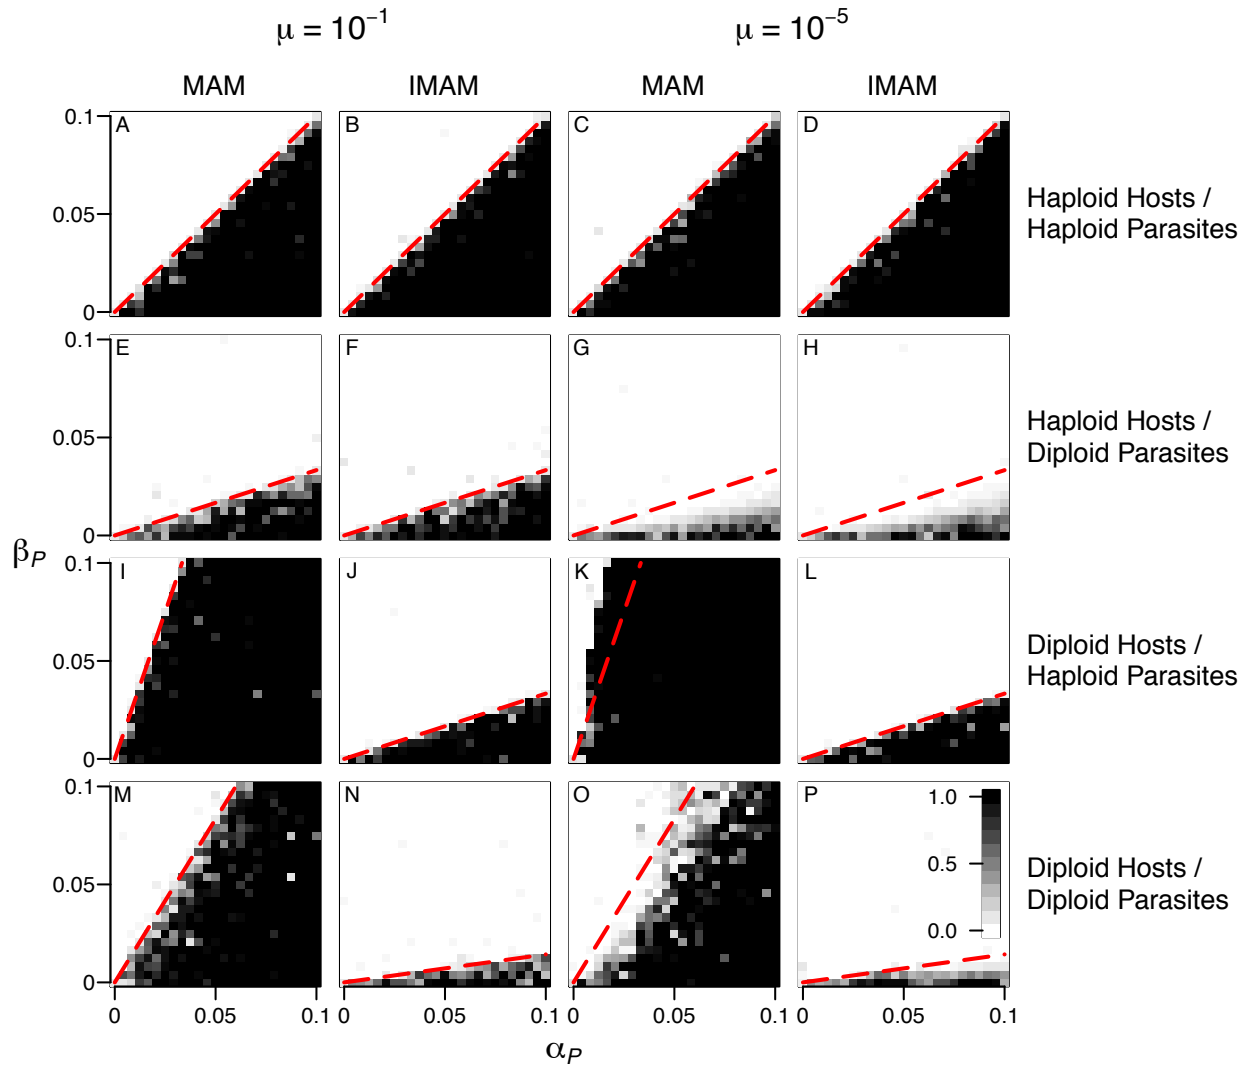 μ = 10⁻¹ μ = 10⁻⁵
MAM IMAM MAM IMAM
0.1 A B C D
0.05
0
Haploid Hosts /
Haploid Parasites
0.1 E F G H
0.05
0
Haploid Hosts /
Diploid Parasites
βP
0.1 I J K L
0.05
0
Diploid Hosts /
Haploid Parasites
0.1 M N O P
0.05
0
1.0
0.5
0.0
Diploid Hosts /
Diploid Parasites
0 0.05 0.1 0 0.05 0.1 0 0.05 0.1 0 0.05 0.1
αP